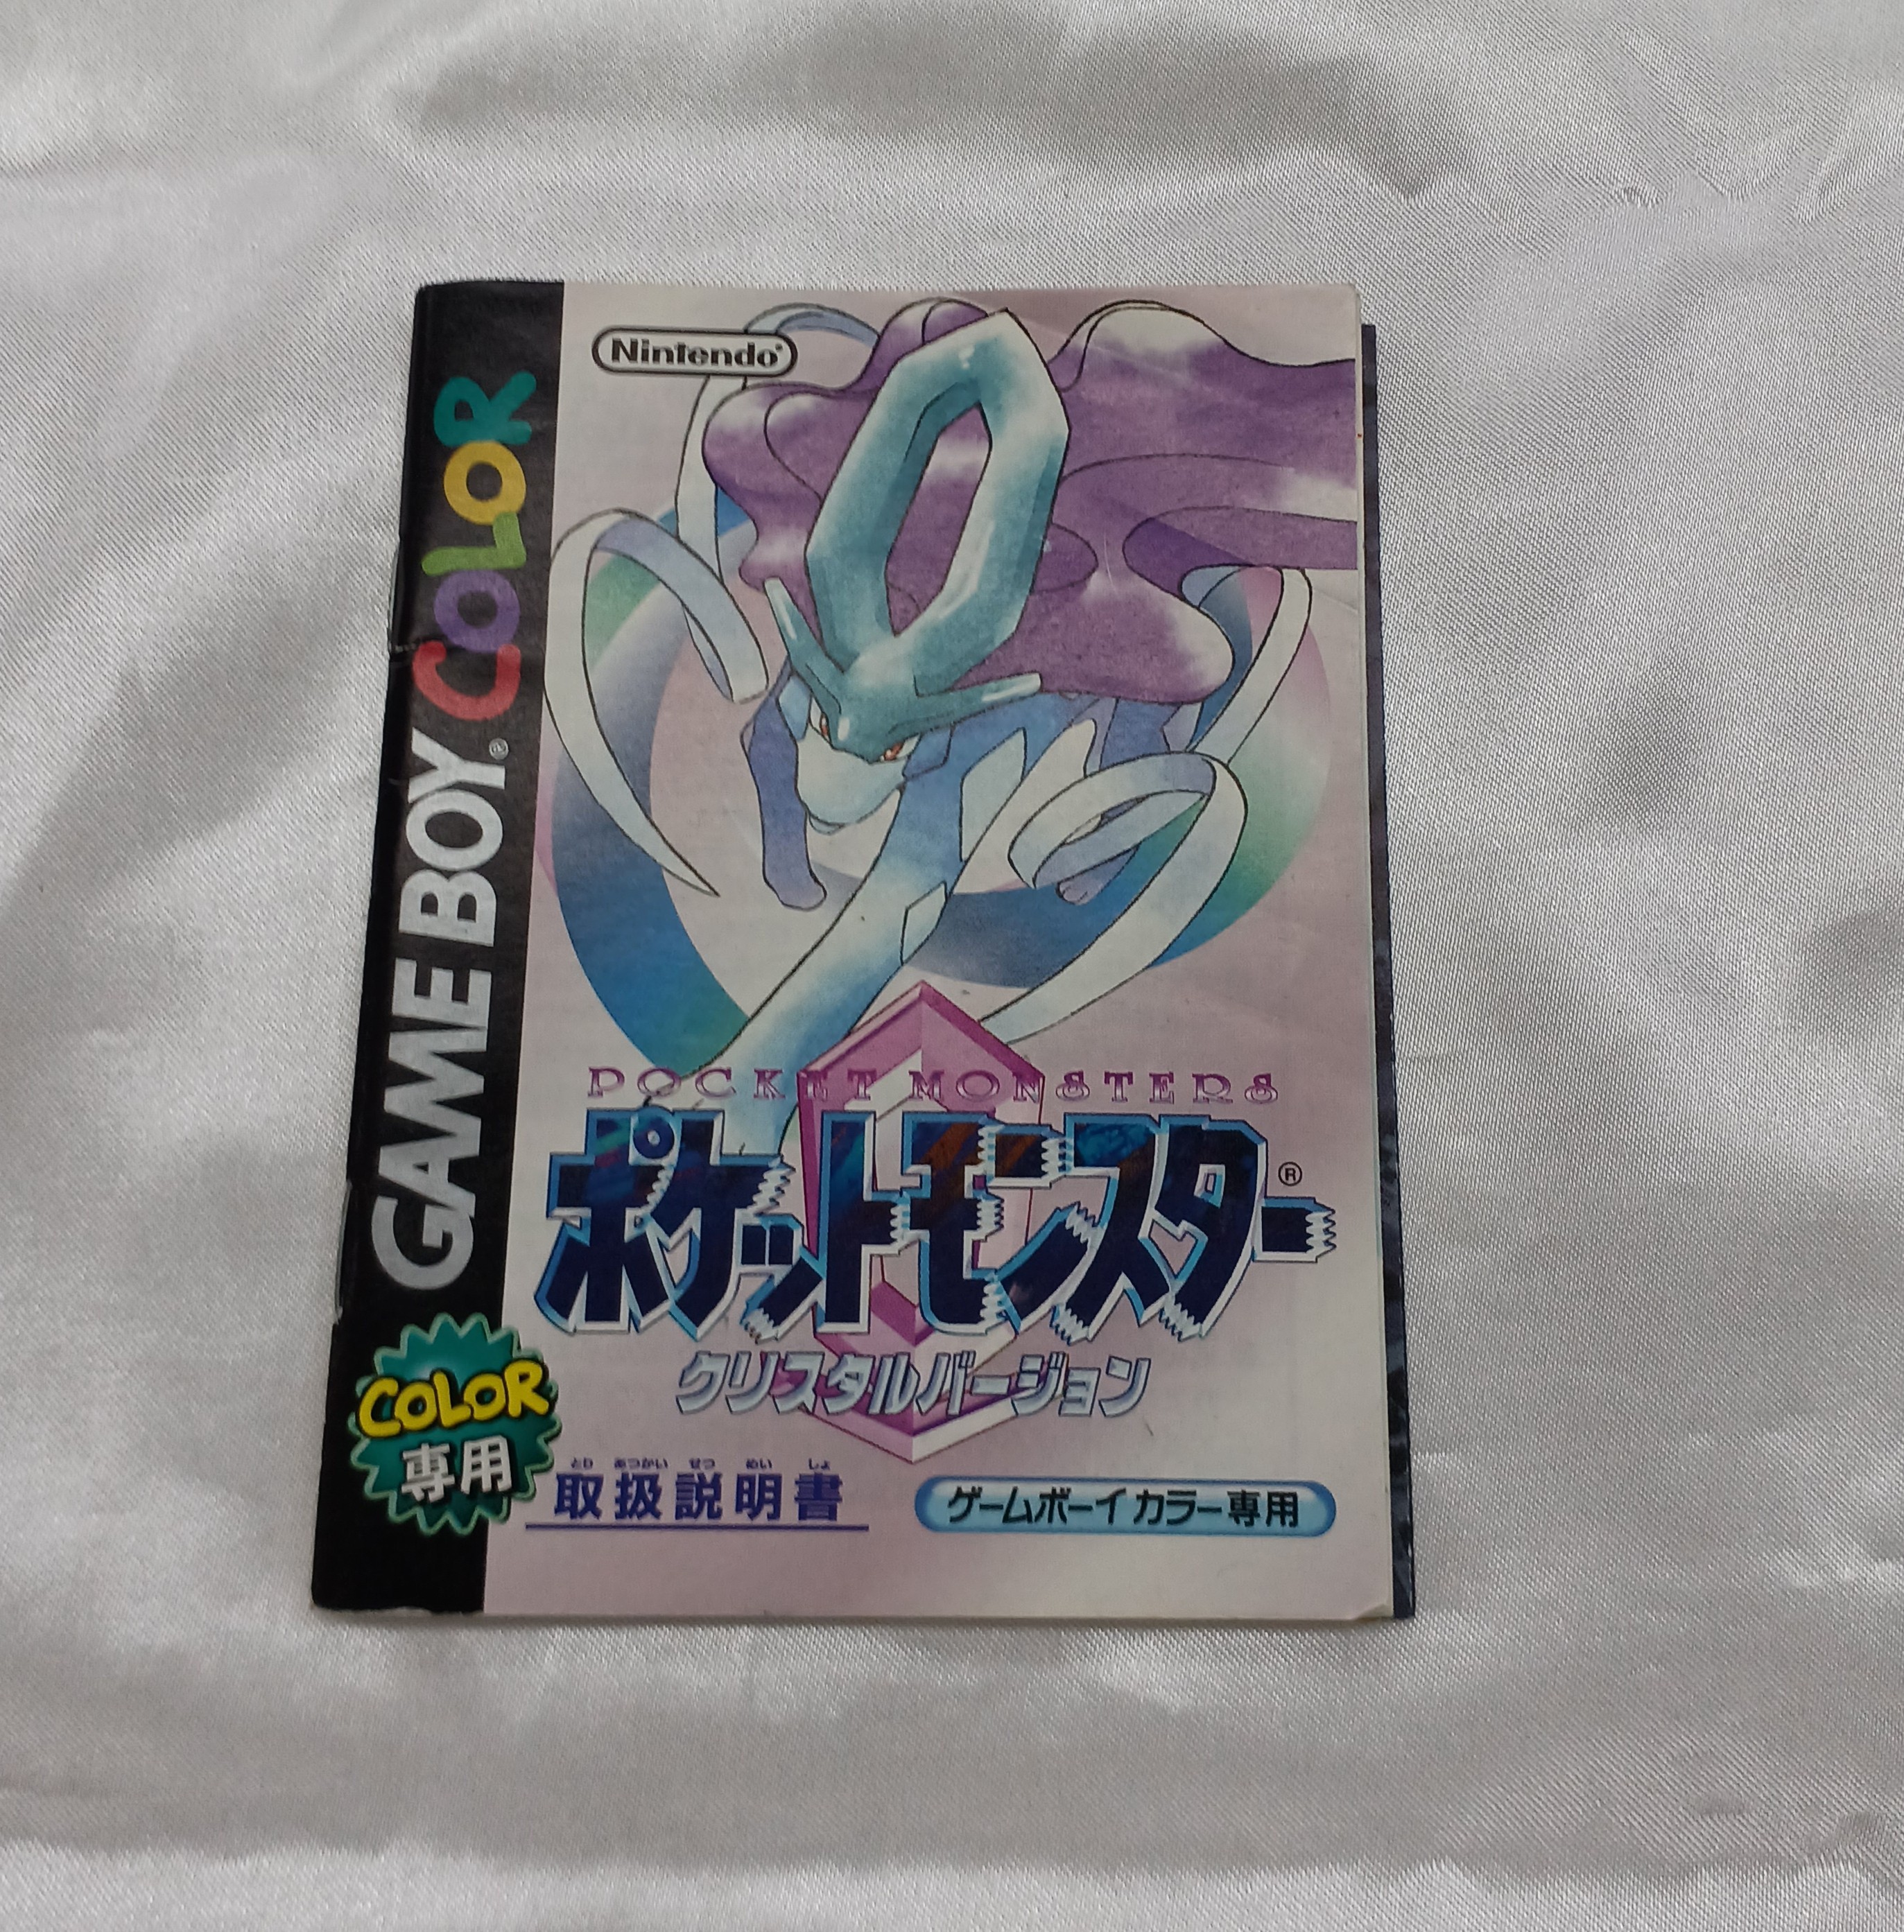 Nintendo®
GAME BOY® COLOR
POCKET MONSTERS
ポケットモンスター®
クリスタルバージョン
COLOR
専用
とり あつかい せつ めい しょ
取扱説明書
ゲームボーイカラー専用